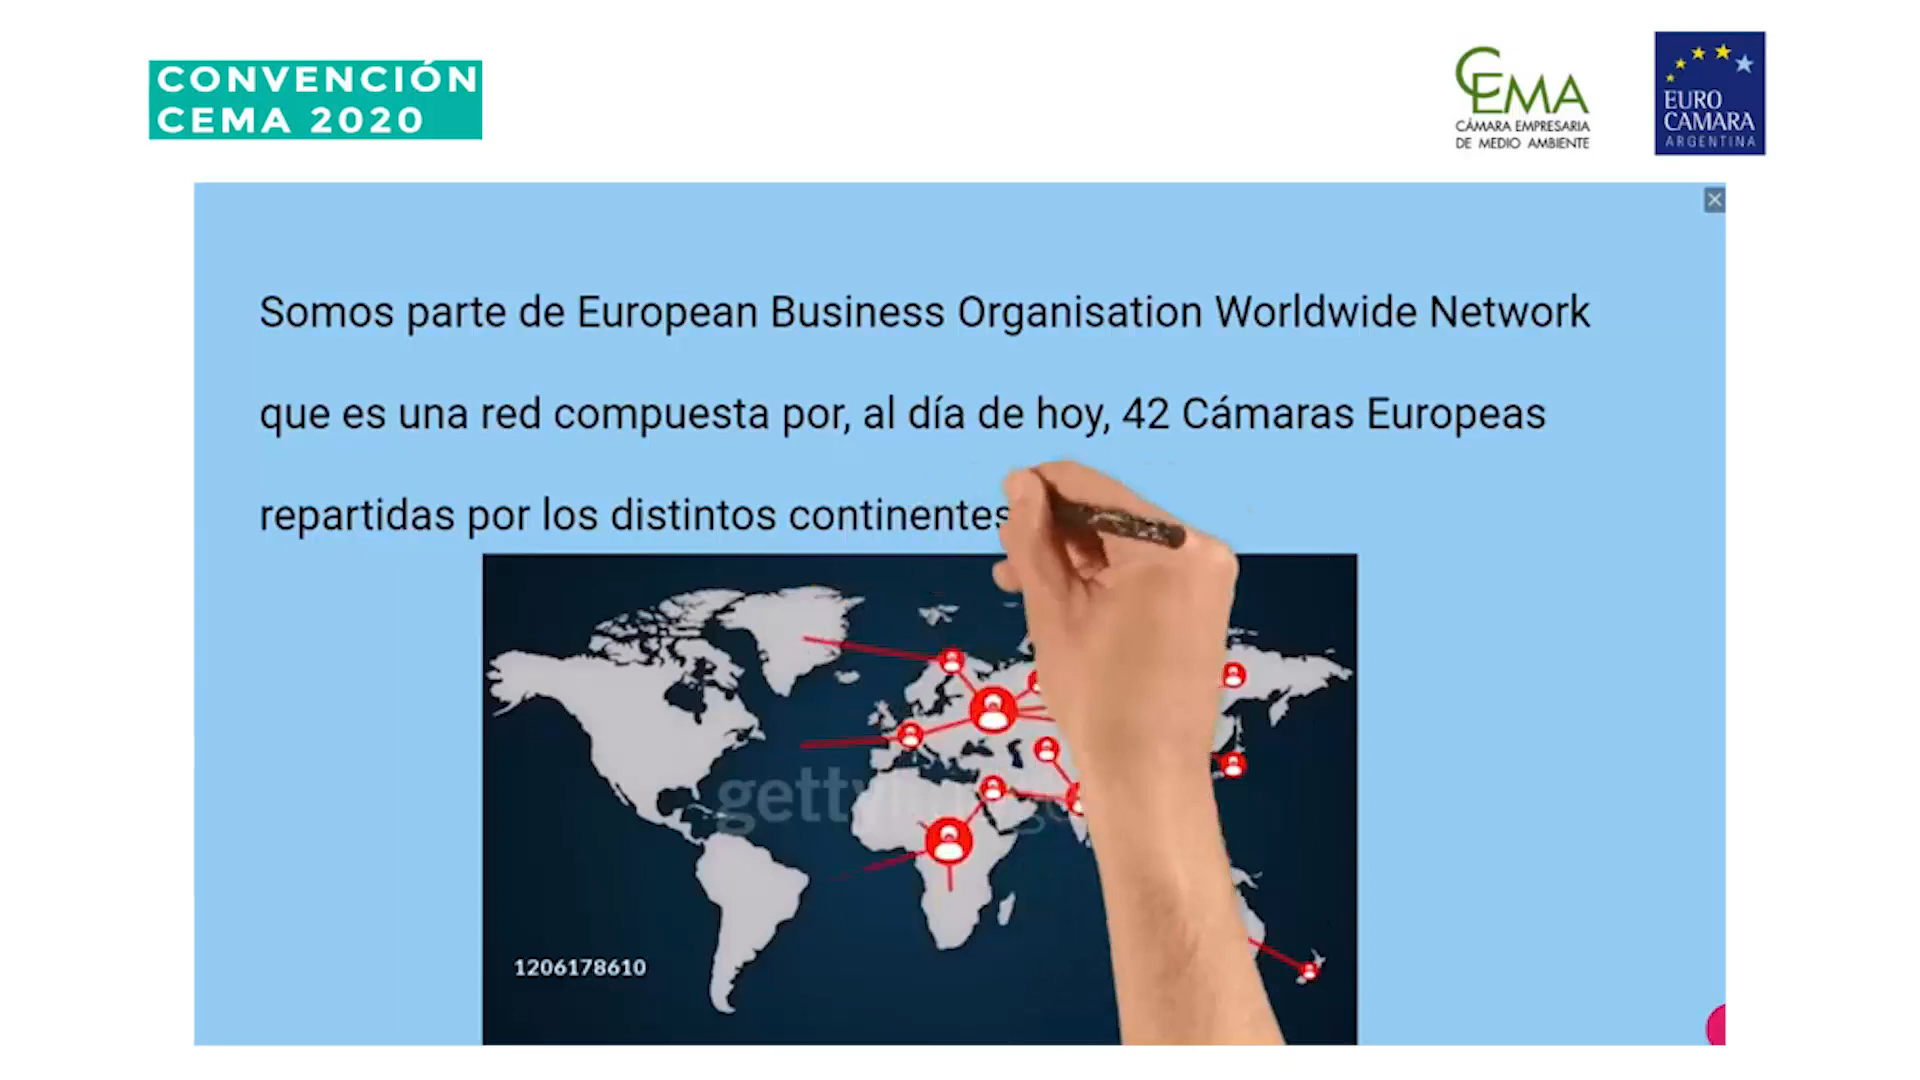 CONVENCIÓN
CEMA 2020
CEMA
CÁMARA EMPRESARIA
DE MEDIO AMBIENTE
EURO
CAMARA
ARGENTINA
Somos parte de European Business Organisation Worldwide Network
que es una red compuesta por, al día de hoy, 42 Cámaras Europeas
repartidas por los distintos continentes
1206178610